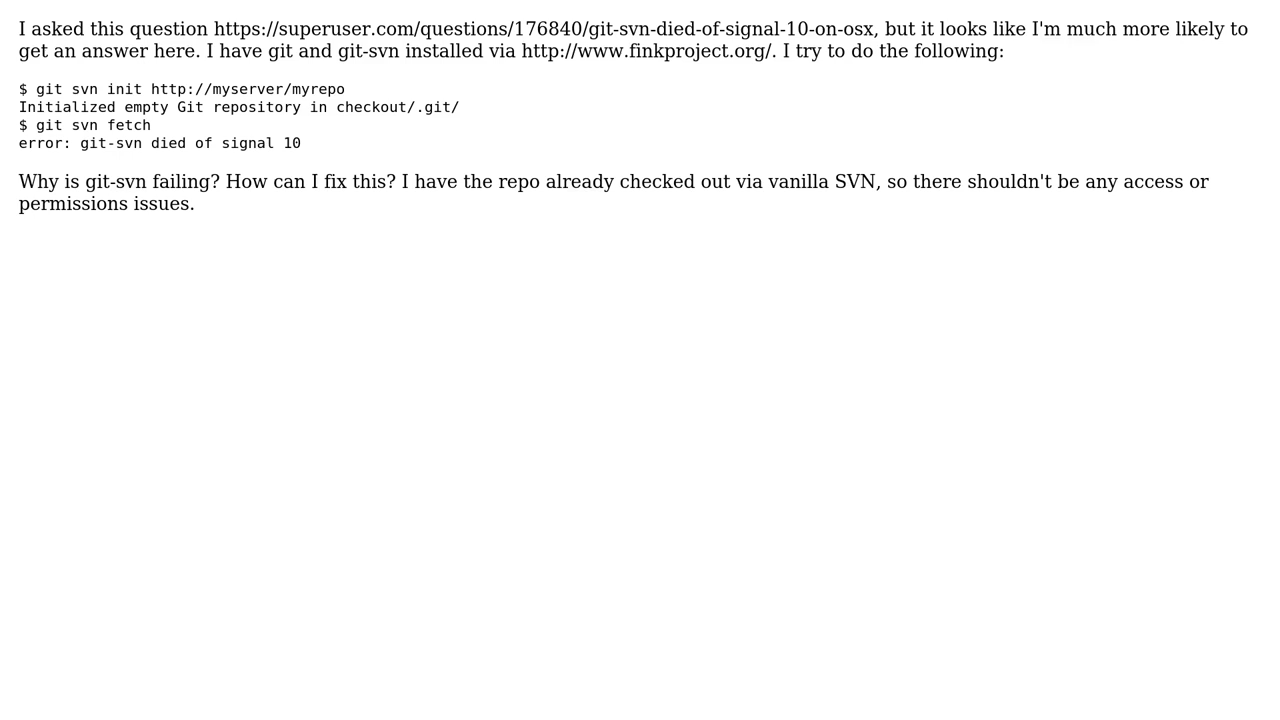 I asked this question https://superuser.com/questions/176840/git-svn-died-of-signal-10-on-osx, but it looks like I'm much more likely to
get an answer here. I have git and git-svn installed via http://www.finkproject.org/. I try to do the following:
$ git svn init http://myserver/myrepo
Initialized empty Git repository in checkout/.git/
$ git svn fetch
error: git-svn died of signal 10
Why is git-svn failing? How can I fix this? I have the repo already checked out via vanilla SVN, so there shouldn't be any access or
permissions issues.